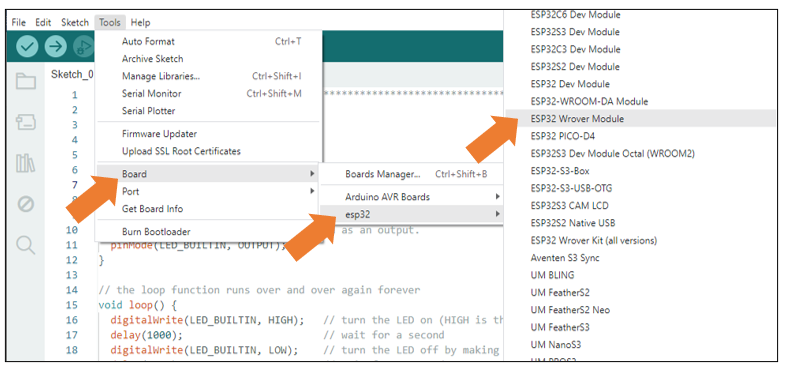 File Edit Sketch Tools Help
Sketch_0
Auto Format Ctrl+T
Archive Sketch
Manage Libraries... Ctrl+Shift+I
Serial Monitor Ctrl+Shift+M
Serial Plotter
Firmware Updater
Upload SSL Root Certificates
Board
Port
Get Board Info
Burn Bootloader
Boards Manager... Ctrl+Shift+B
Arduino AVR Boards
esp32
ESP32C6 Dev Module
ESP32S3 Dev Module
ESP32C3 Dev Module
ESP32S2 Dev Module
ESP32 Dev Module
ESP32-WROOM-DA Module
ESP32 Wrover Module
ESP32 PICO-D4
ESP32S3 Dev Module Octal (WROOM2)
ESP32-S3-Box
ESP32-S3-USB-OTG
ESP32S3 CAM LCD
ESP32S2 Native USB
ESP32 Wrover Kit (all versions)
Aventen S3 Sync
UM BLING
UM FeatherS2
UM FeatherS2 Neo
UM FeatherS3
UM NanoS3
UM PROS3
1 ********************************
2
3
4
5
6
7
10 as an output.
11 pinMode(LED_BUILTIN, OUTPUT);
12 }
13
14 // the loop function runs over and over again forever
15 void loop() {
16 digitalWrite(LED_BUILTIN, HIGH); // turn the LED on (HIGH is th
17 delay(1000); // wait for a second
18 digitalWrite(LED_BUILTIN, LOW); // turn the LED off by making